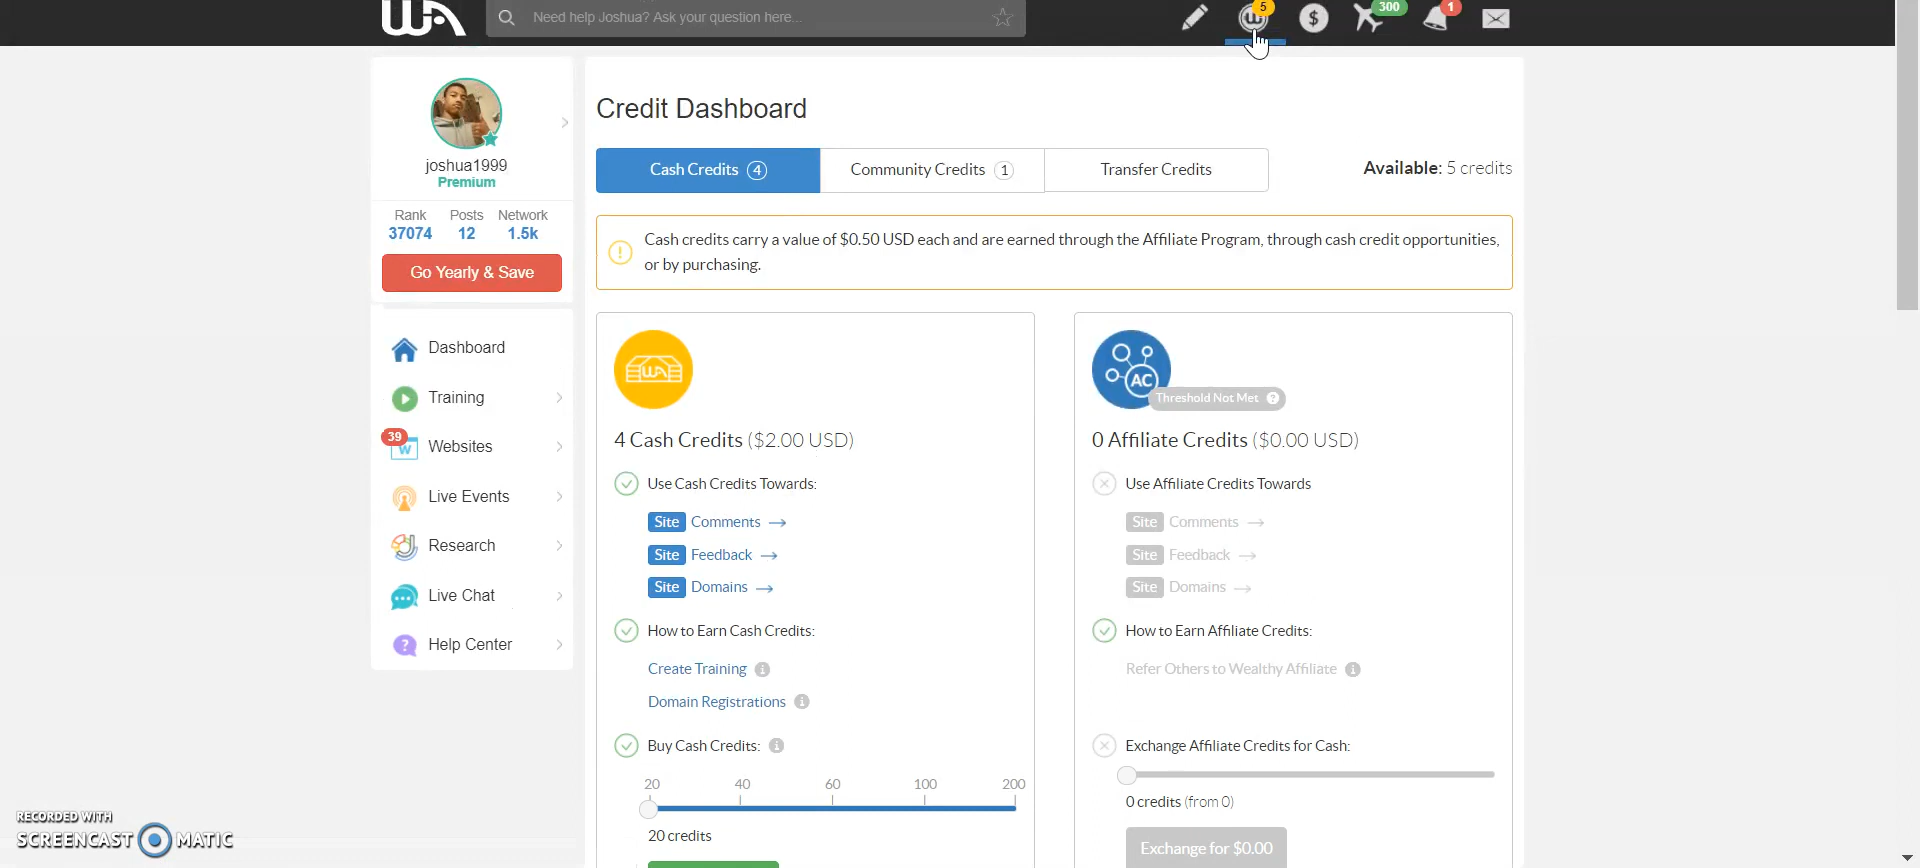 WA
Need help Joshua? Ask your question here...
5
$
300
1
joshua1999
Premium
Rank Posts Network
37074 12 1.5k
Go Yearly & Save
Dashboard
Training
39
Websites
Live Events
Research
Live Chat
Help Center
Credit Dashboard
Cash Credits 4
Community Credits 1
Transfer Credits
Available: 5 credits
Cash credits carry a value of $0.50 USD each and are earned through the Affiliate Program, through cash credit opportunities,
or by purchasing.
WA
4 Cash Credits ($2.00 USD)
Use Cash Credits Towards:
Site Comments →
Site Feedback →
Site Domains →
How to Earn Cash Credits:
Create Training
Domain Registrations
Buy Cash Credits:
20 40 60 100 200
20 credits
AC
Threshold Not Met ?
0 Affiliate Credits ($0.00 USD)
Use Affiliate Credits Towards
Site Comments →
Site Feedback →
Site Domains →
How to Earn Affiliate Credits:
Refer Others to Wealthy Affiliate
Exchange Affiliate Credits for Cash:
0 credits (from 0)
Exchange for $0.00
RECORDED WITH
SCREENCAST MATIC